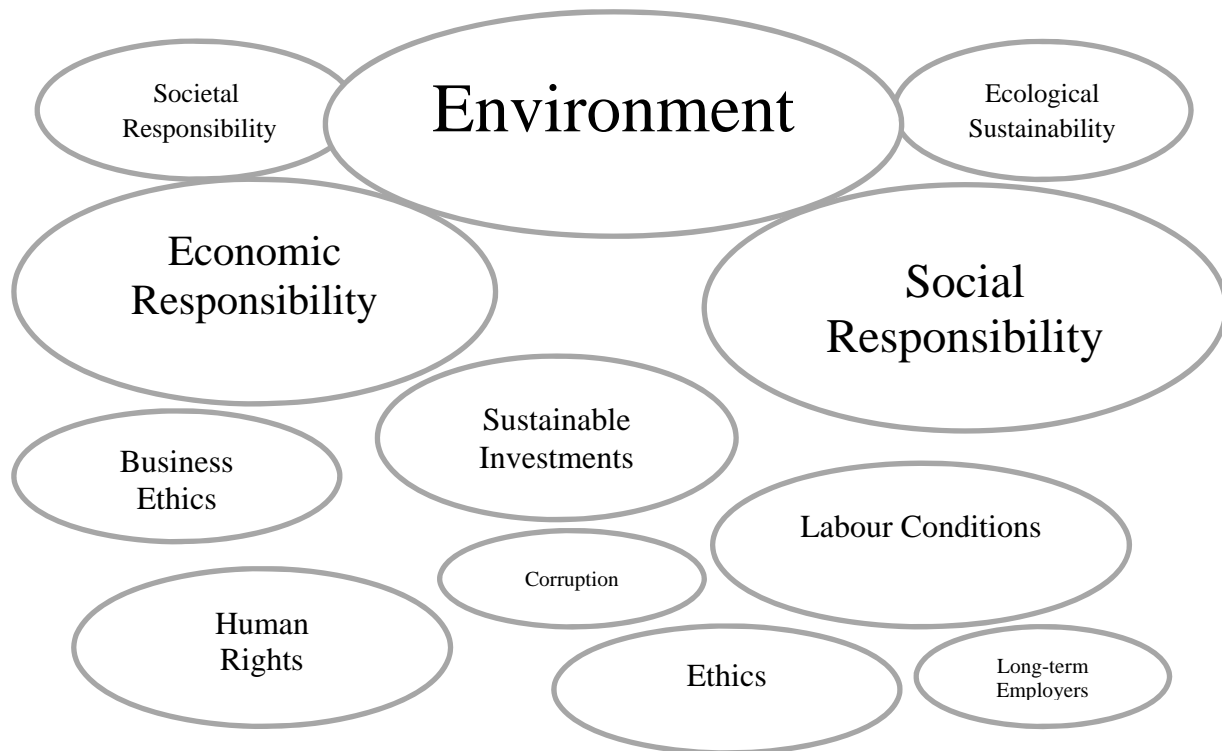 Societal
Responsibility
Environment
Ecological
Sustainability
Economic
Responsibility
Social
Responsibility
Sustainable
Investments
Business
Ethics
Labour Conditions
Corruption
Human
Rights
Ethics
Long-term
Employers